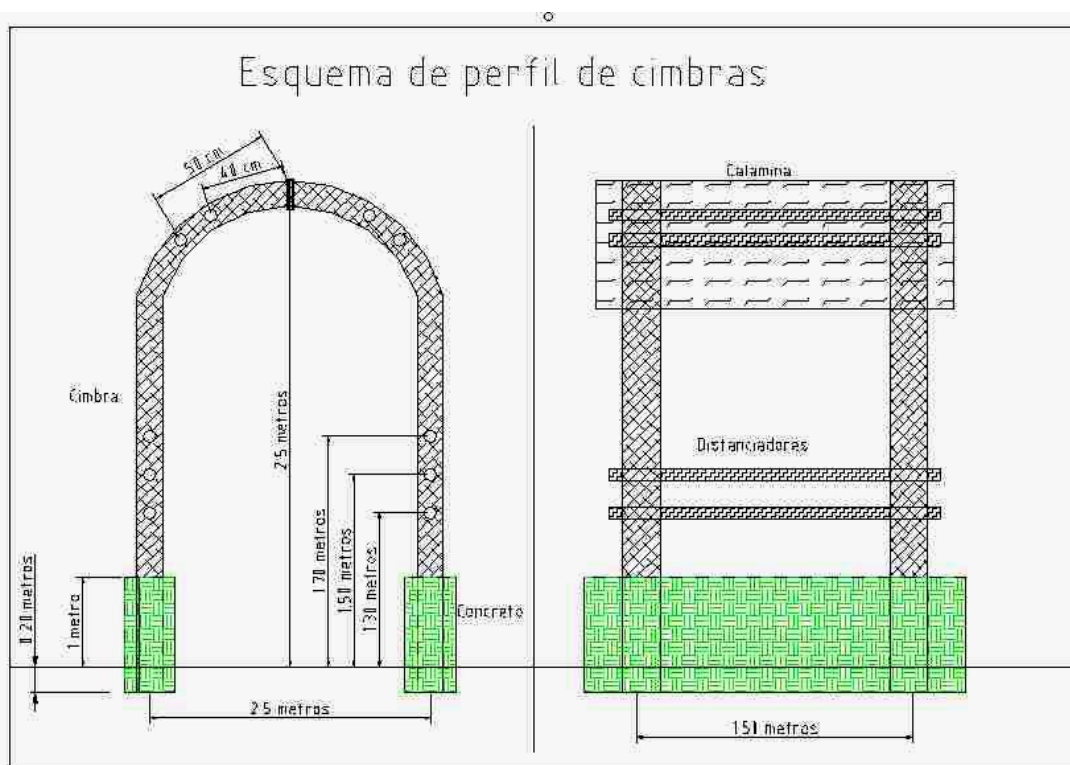 Esquema de perfil de cimbras
50 cm
40 cm
Calamina
Cimbra
2.5 metros
Distanciadores
1.70 metros
1.50 metros
1.30 metros
0.20 metros
1 metro
Concreto
2.5 metros
1.51 metros